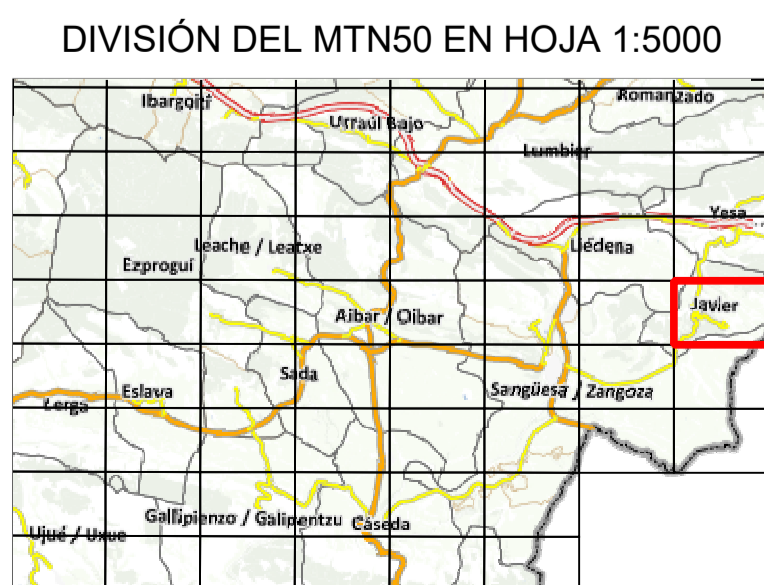 DIVISIÓN DEL MTN50 EN HOJA 1:5000
Ibargoiti
Romanzado
Urraúl Bajo
Lumbier
Yesa
Leache / Leatxe
Liédena
Ezprogui
Javier
Aibar / Oibar
Sada
Eslava
Sangüesa / Zangoza
Lerga
Gallipienzo / Galipentzu
Cáseda
Ujué / Uxue